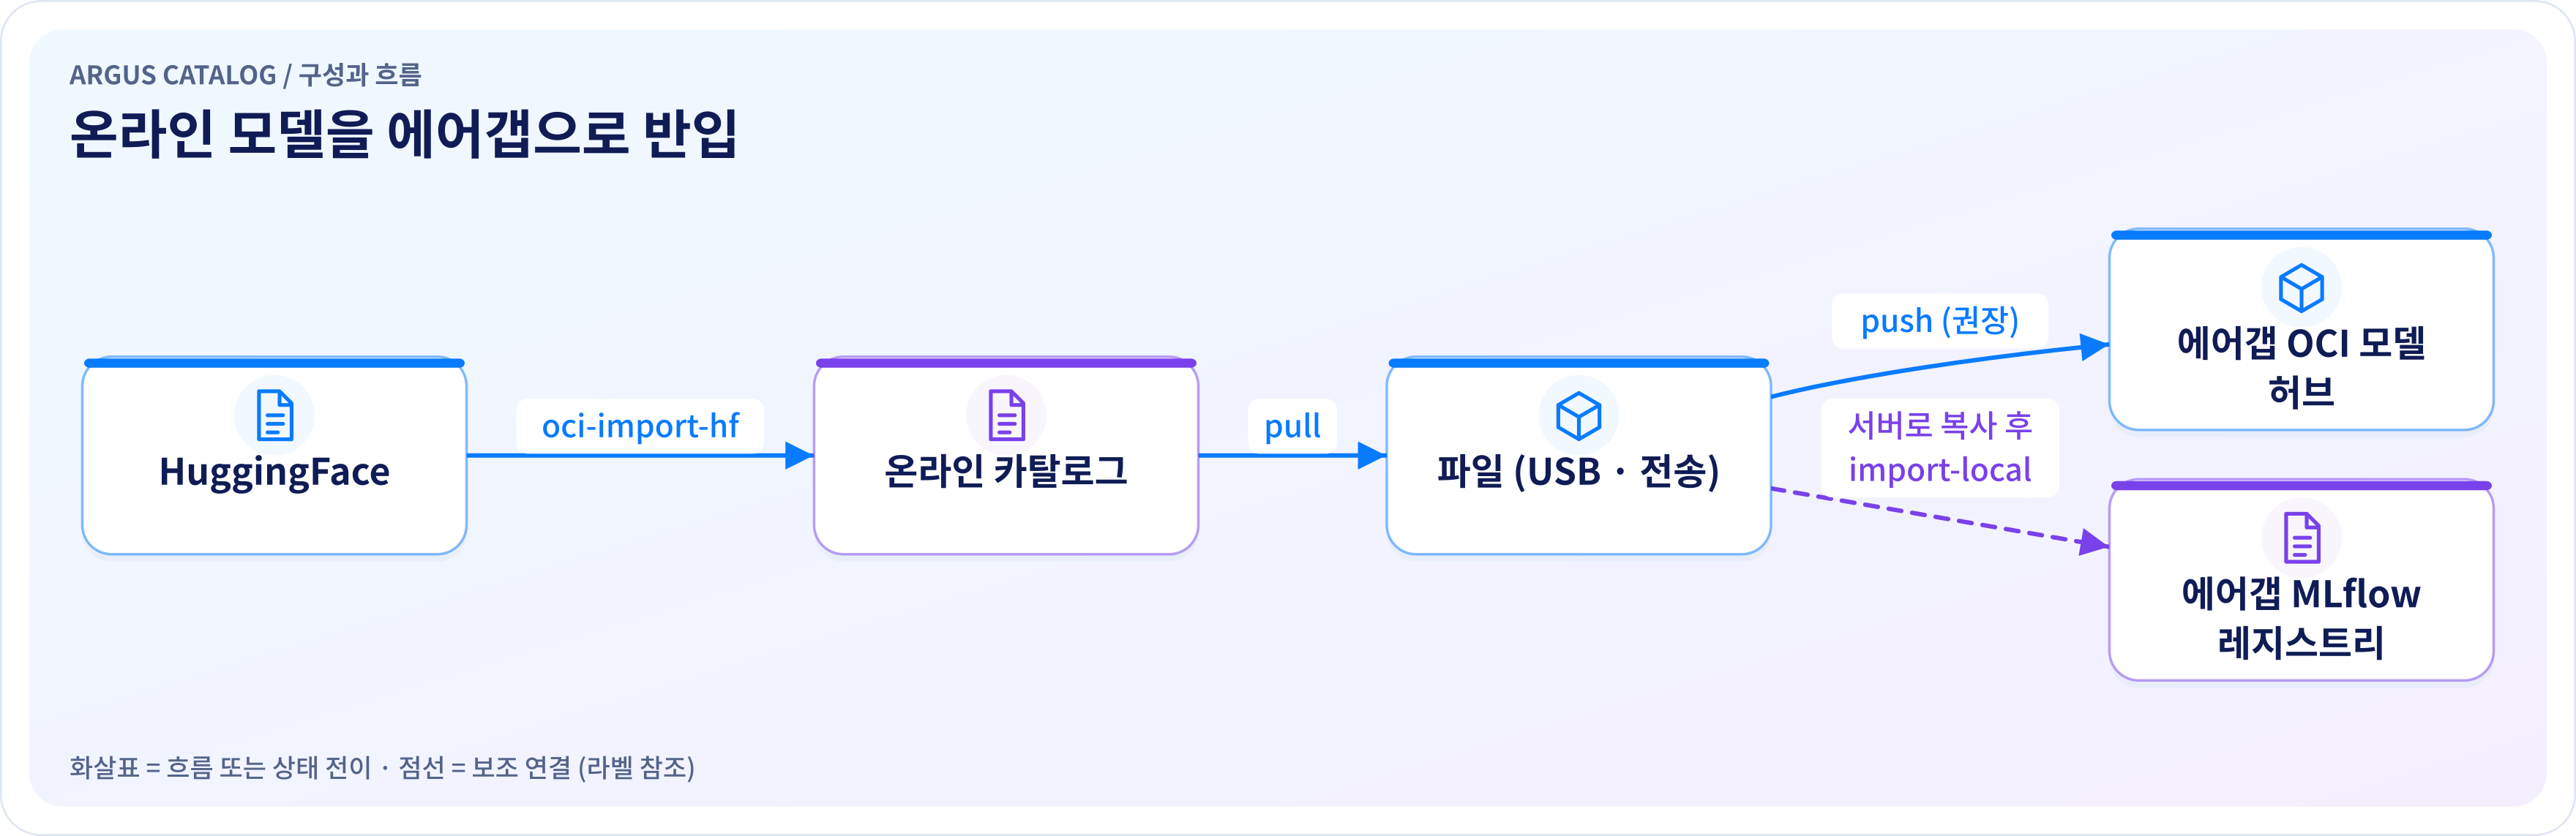 ARGUS CATALOG / 구성과 흐름
온라인 모델을 에어갭으로 반입
HuggingFace
oci-import-hf
온라인 카탈로그
pull
파일 (USB · 전송)
push (권장)
서버로 복사 후
import-local
에어갭 OCI 모델
허브
에어갭 MLflow
레지스트리
화살표 = 흐름 또는 상태 전이 · 점선 = 보조 연결 (라벨 참조)